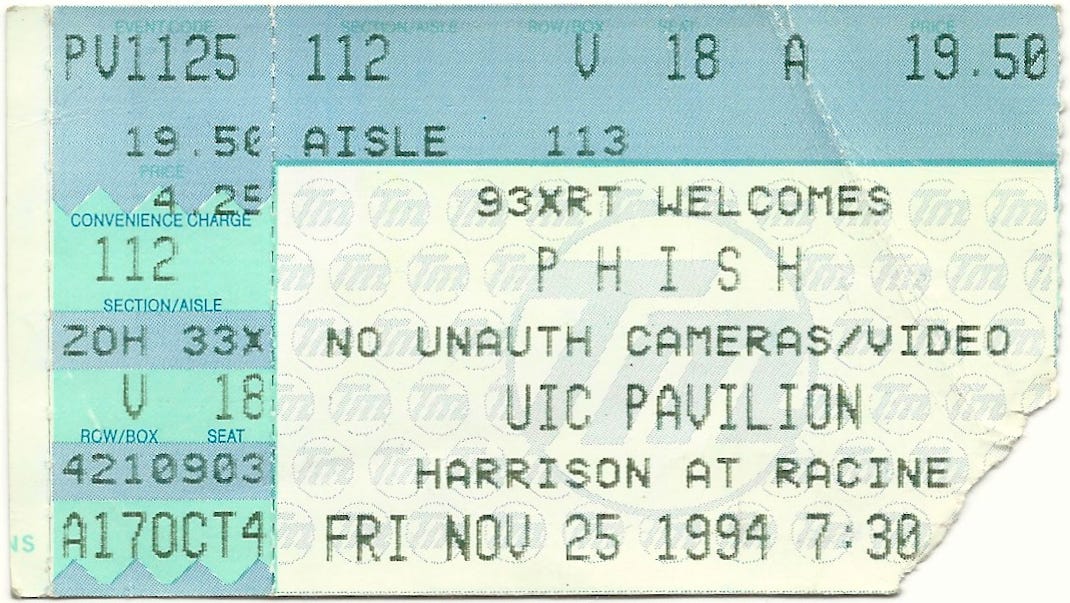 EVENT CODE SECTION/AISLE ROW/BOX SEAT PRICE
PV1125 112 V 18 A 19.50
19.50 AISLE 113
PRICE
4.25
CONVENIENCE CHARGE
112
SECTION/AISLE
ZOH 33X
V 18
ROW/BOX SEAT
4210903
A17OCT4
93XRT WELCOMES
P H I S H
NO UNAUTH CAMERAS/VIDEO
UIC PAVILION
HARRISON AT RACINE
FRI NOV 25 1994 7:30